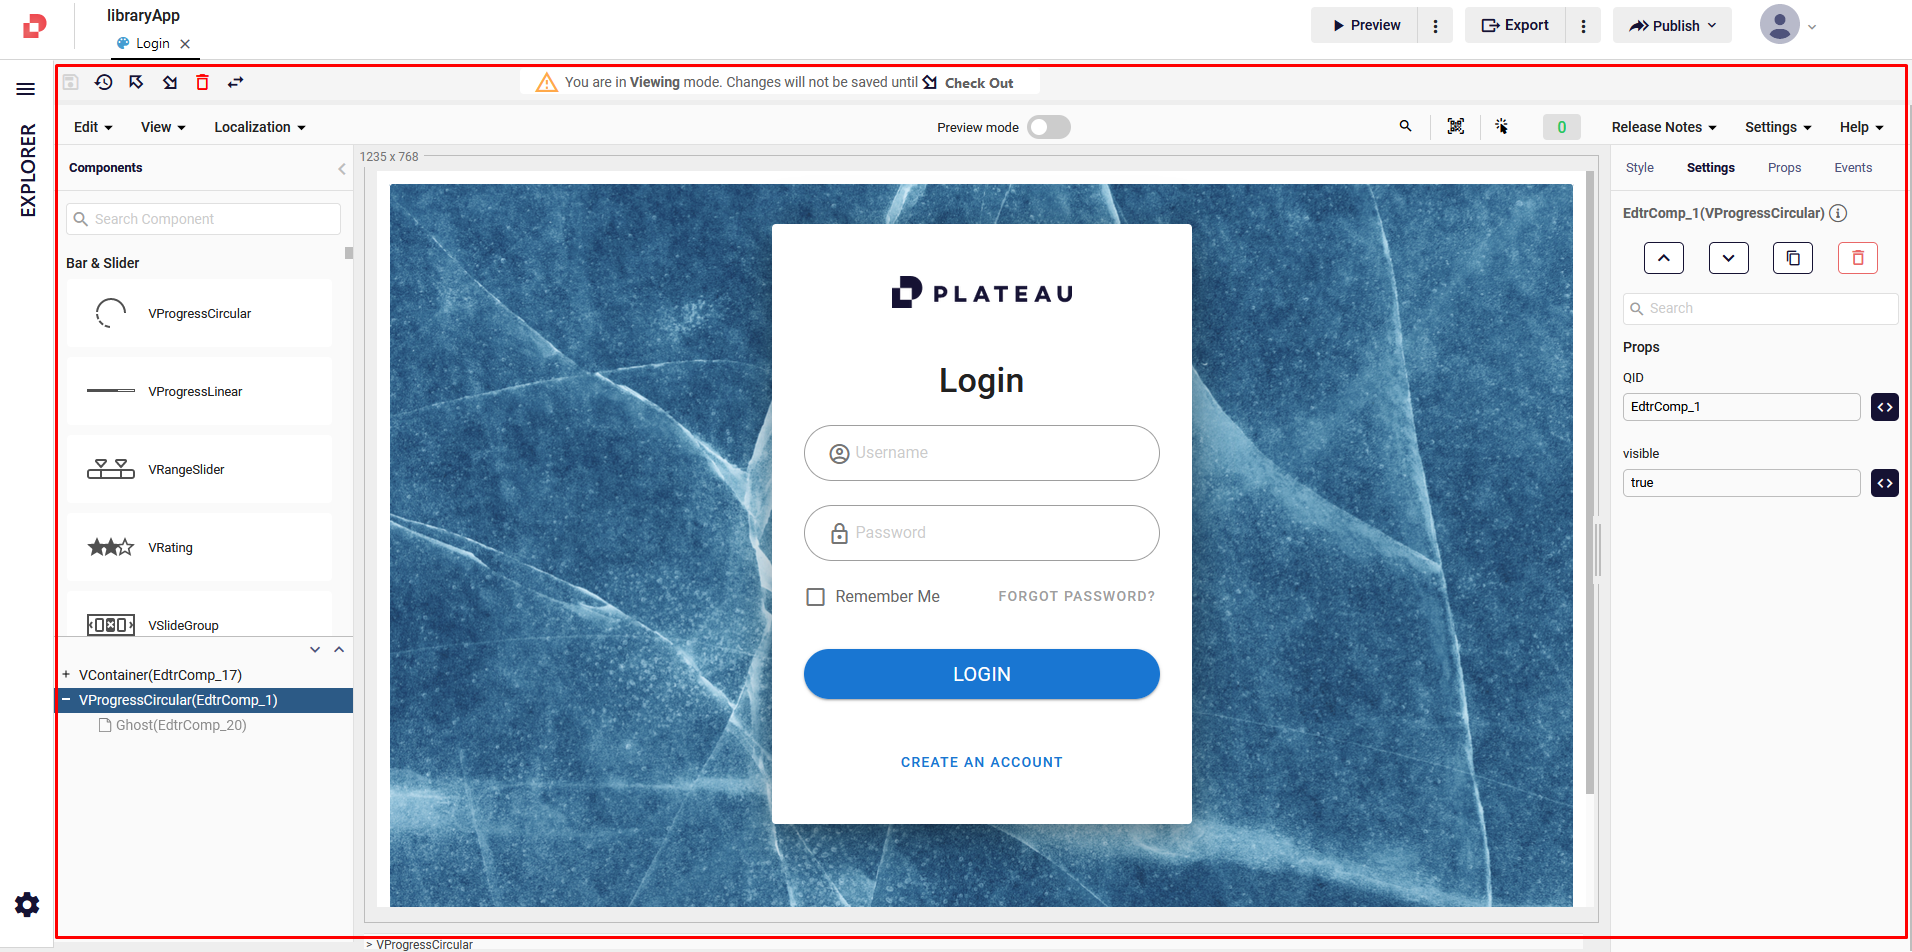 libraryApp
Login
Preview
Export
Publish
EXPLORER
You are in Viewing mode. Changes will not be saved until Check Out
Edit
View
Localization
Preview mode
0
Release Notes
Settings
Help
Components
1235 x 768
Style
Settings
Props
Events
Search Component
EdtrComp_1(VProgressCircular)
Bar & Slider
VProgressCircular
VProgressLinear
VRangeSlider
VRating
VSlideGroup
VContainer(EdtrComp_17)
VProgressCircular(EdtrComp_1)
Ghost(EdtrComp_20)
PLATEAU
Login
Username
Password
Remember Me
FORGOT PASSWORD?
LOGIN
CREATE AN ACCOUNT
Search
Props
QID
EdtrComp_1
visible
true
> VProgressCircular